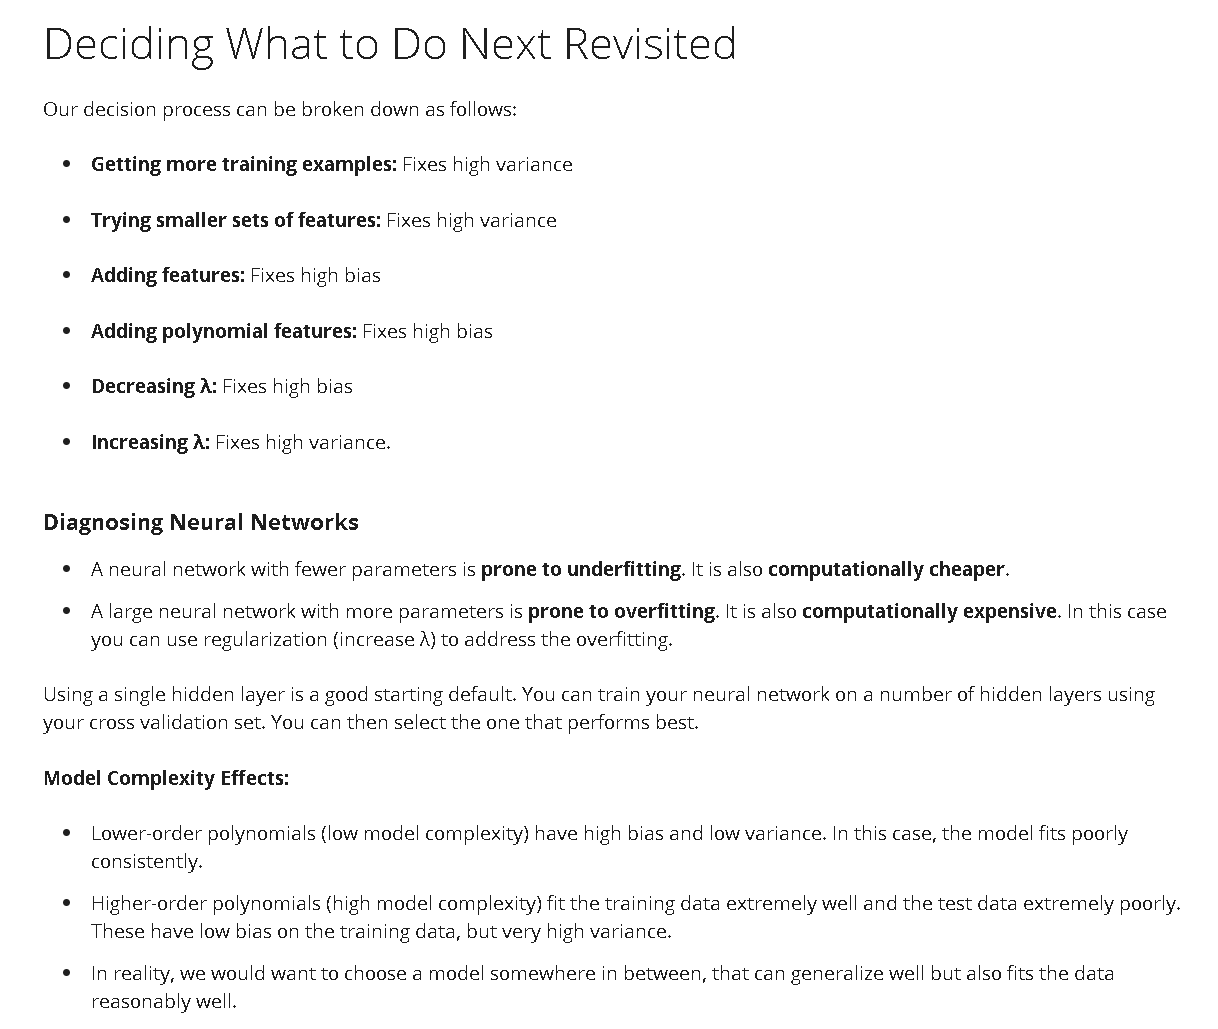 Deciding What to Do Next Revisited
Our decision process can be broken down as follows:
• Getting more training examples: Fixes high variance
• Trying smaller sets of features: Fixes high variance
• Adding features: Fixes high bias
• Adding polynomial features: Fixes high bias
• Decreasing λ: Fixes high bias
• Increasing λ: Fixes high variance.
Diagnosing Neural Networks
• A neural network with fewer parameters is prone to underfitting. It is also computationally cheaper.
• A large neural network with more parameters is prone to overfitting. It is also computationally expensive. In this case
you can use regularization (increase λ) to address the overfitting.
Using a single hidden layer is a good starting default. You can train your neural network on a number of hidden layers using
your cross validation set. You can then select the one that performs best.
Model Complexity Effects:
• Lower-order polynomials (low model complexity) have high bias and low variance. In this case, the model fits poorly
consistently.
• Higher-order polynomials (high model complexity) fit the training data extremely well and the test data extremely poorly.
These have low bias on the training data, but very high variance.
• In reality, we would want to choose a model somewhere in between, that can generalize well but also fits the data
reasonably well.